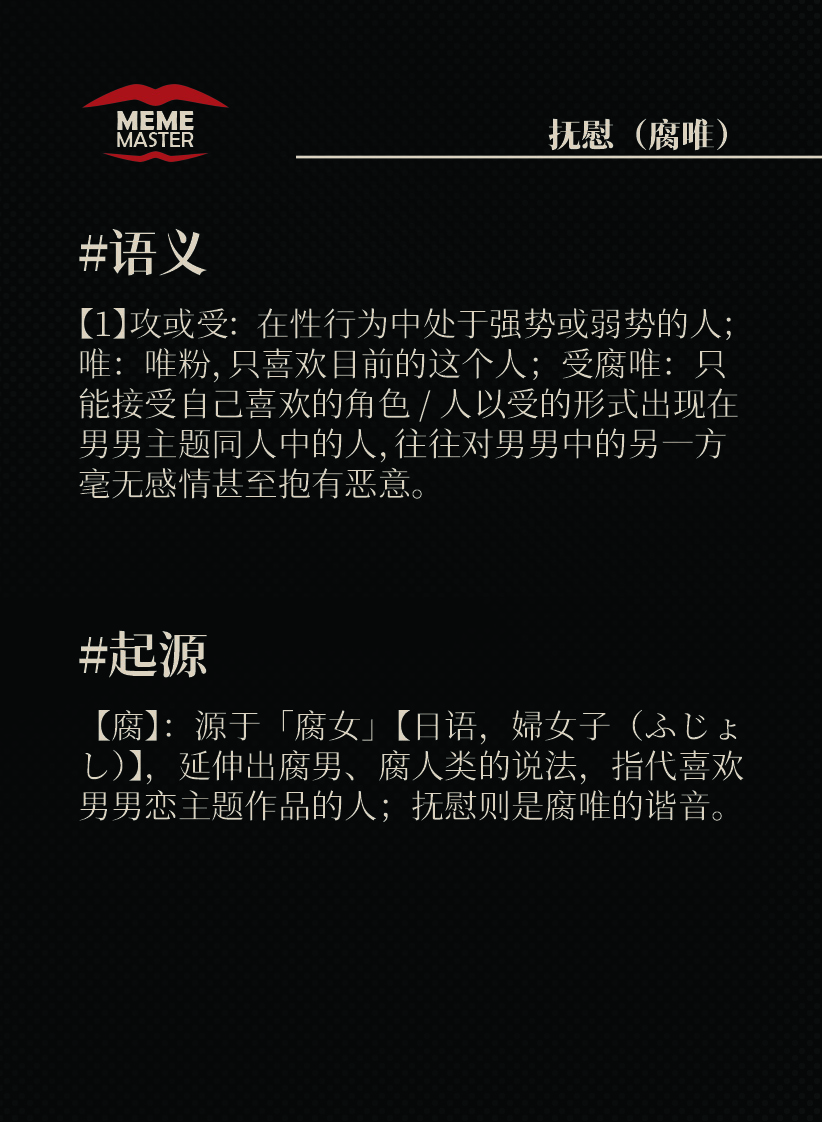 MEME
MASTER
抚慰（腐唯）
#语义
【1】攻或受：在性行为中处于强势或弱势的人；
唯：唯粉，只喜欢目前的这个人；受腐唯：只
能接受自己喜欢的角色 / 人以受的形式出现在
男男主题同人中的人，往往对男男中的另一方
毫无感情甚至抱有恶意。
#起源
【腐】：源于「腐女」【日语，婦女子（ふじょ
し）】，延伸出腐男、腐人类的说法，指代喜欢
男男恋主题作品的人；抚慰则是腐唯的谐音。